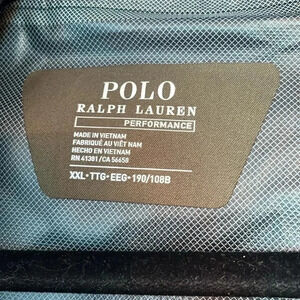 POLO
RALPH LAUREN
PERFORMANCE
MADE IN VIETNAM
FABRIQUÉ AU VIÊT NAM
HECHO EN VIETNAM
RN 41381/CA 56658
XXL•TTG•EEG•190/108B